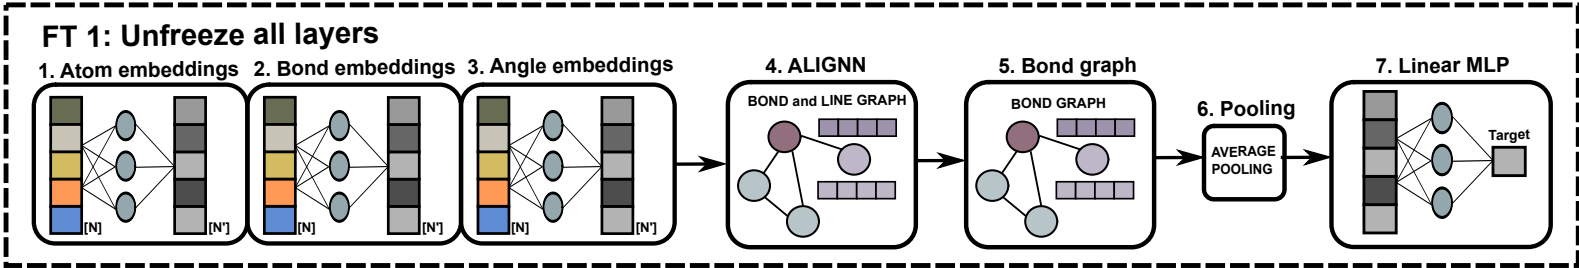 FT 1: Unfreeze all layers
1. Atom embeddings
[N]
[N']
2. Bond embeddings
[N]
[N']
3. Angle embeddings
[N]
[N']
4. ALIGNN
BOND and LINE GRAPH
5. Bond graph
BOND GRAPH
6. Pooling
AVERAGE
POOLING
7. Linear MLP
Target